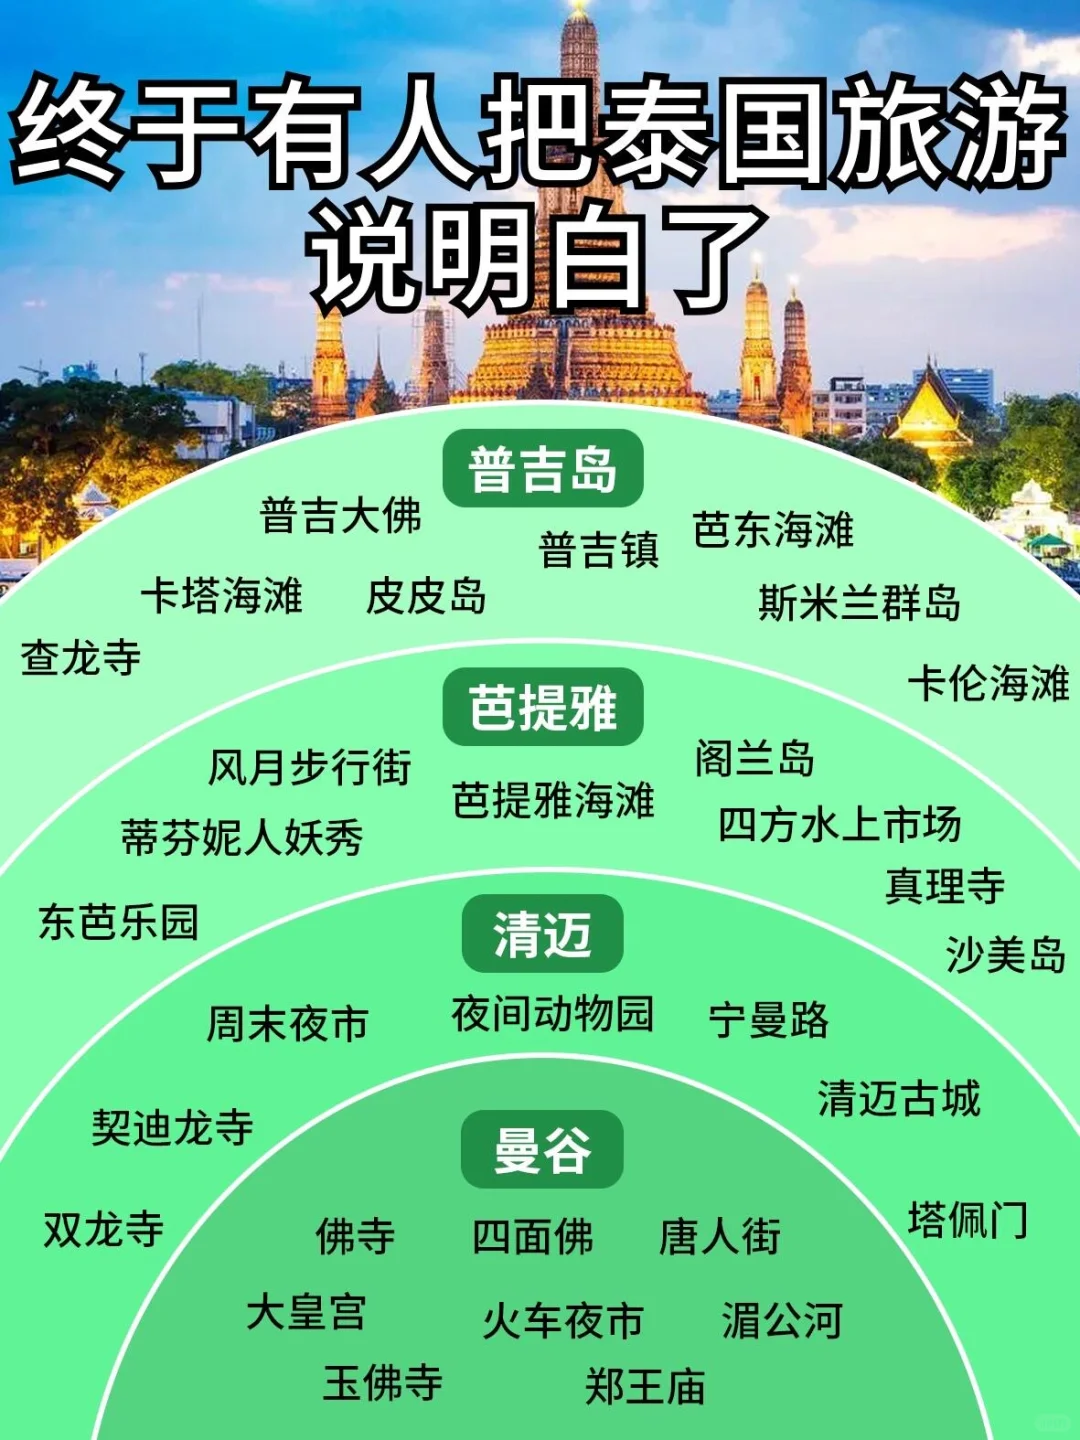 终于有人把泰国旅游
说明白了
普吉岛
普吉大佛
普吉镇
芭东海滩
卡塔海滩
皮皮岛
斯米兰群岛
查龙寺
卡伦海滩
芭提雅
风月步行街
芭提雅海滩
阁兰岛
蒂芬妮人妖秀
四方水上市场
真理寺
东芭乐园
沙美岛
清迈
周末夜市
夜间动物园
宁曼路
契迪龙寺
清迈古城
双龙寺
塔佩门
曼谷
佛寺
四面佛
唐人街
大皇宫
火车夜市
湄公河
玉佛寺
郑王庙